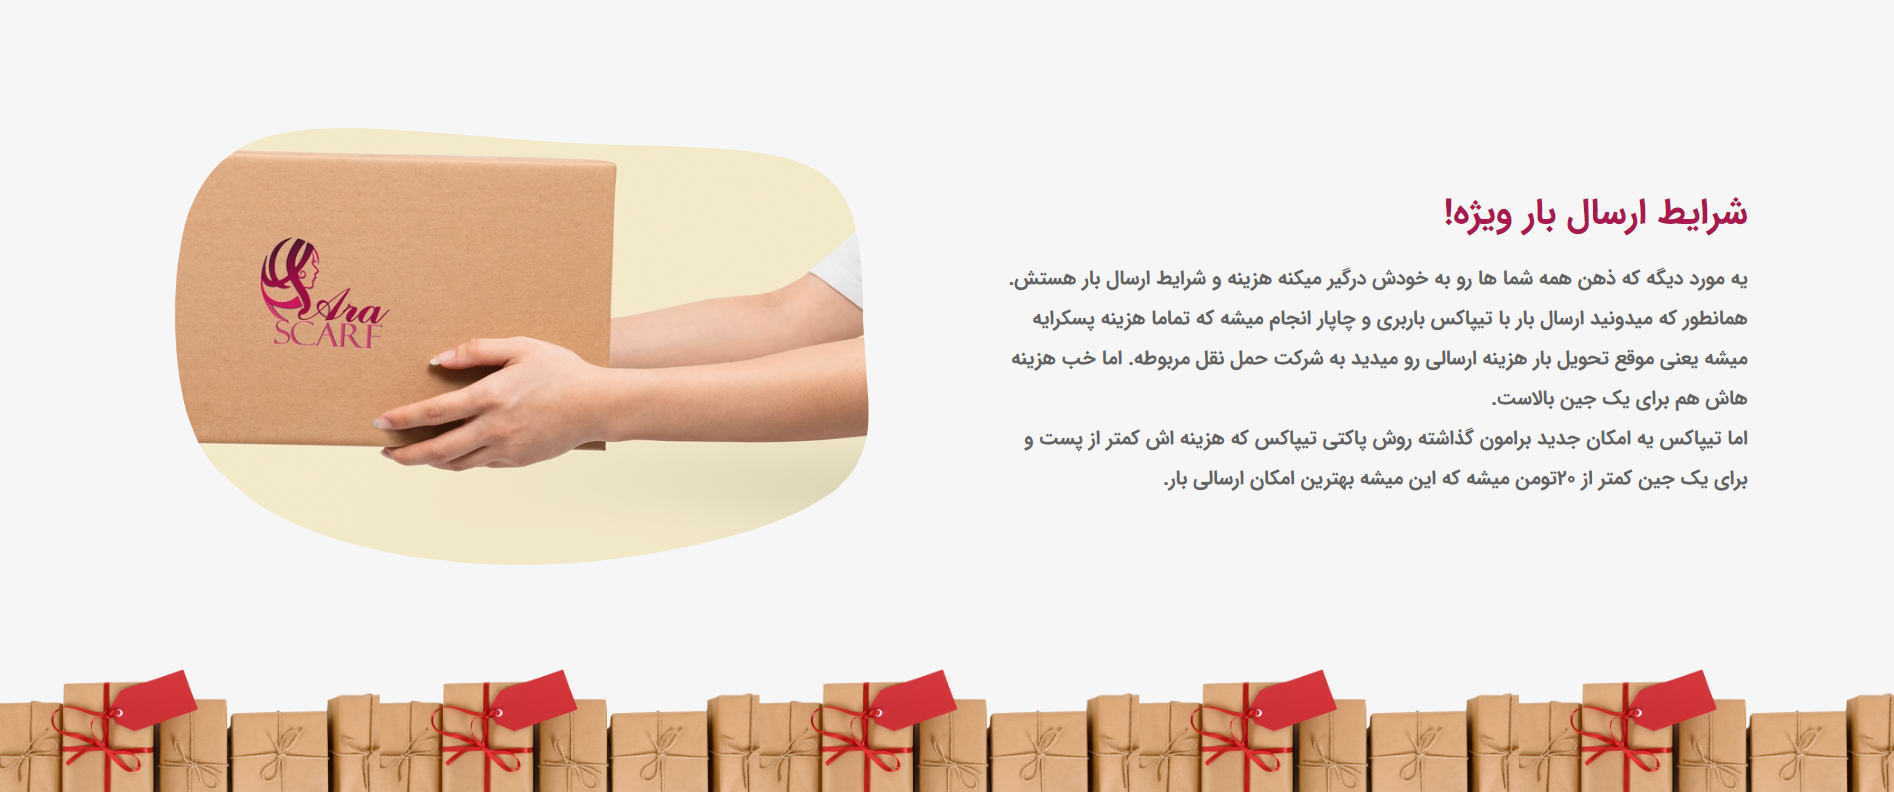 شرایط ارسال بار ویژه!
یه مورد دیگه که ذهن همه شما ها رو به خودش درگیر میکنه هزینه و شرایط ارسال بار هستش.
همانطور که میدونید ارسال بار با تیپاکس باربری و چاپار انجام میشه که تماما هزینه پسکرایه
میشه یعنی موقع تحویل بار هزینه ارسالی رو میدید به شرکت حمل نقل مربوطه. اما خب هزینه
هاش هم برای یک جین بالاست.
اما تیپاکس یه امکان جدید برامون گذاشته روش پاکتی تیپاکس که هزینه اش کمتر از پست و
برای یک جین کمتر از ۲۰تومن میشه که این میشه بهترین امکان ارسالی بار.
Ara
SCARF